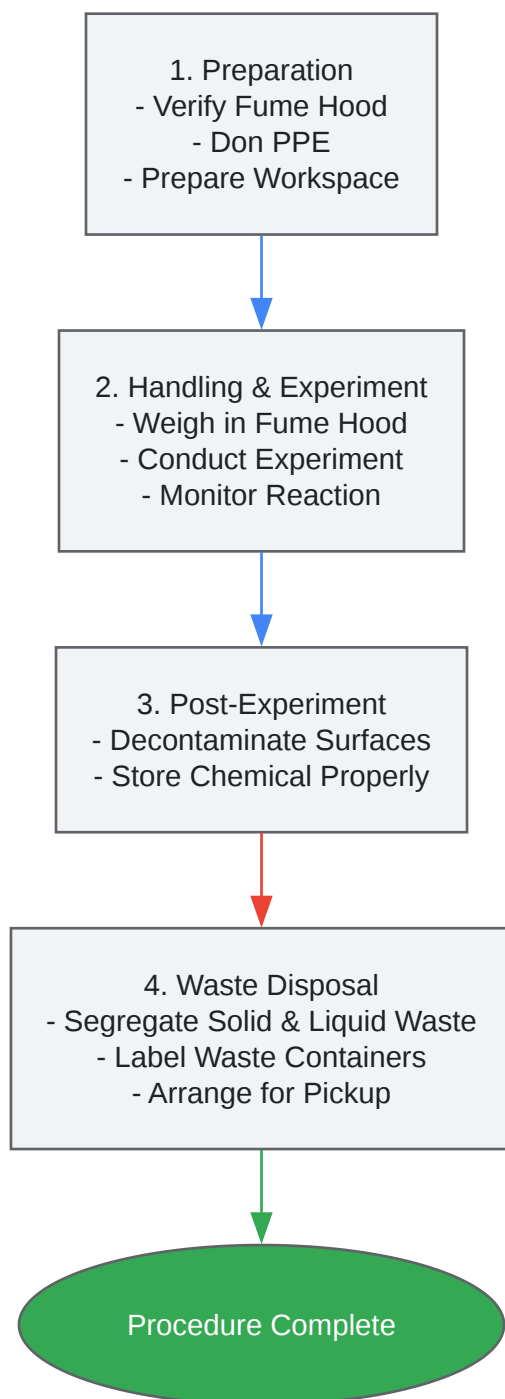 1. Preparation
- Verify Fume Hood
- Don PPE
- Prepare Workspace
2. Handling & Experiment
- Weigh in Fume Hood
- Conduct Experiment
- Monitor Reaction
3. Post-Experiment
- Decontaminate Surfaces
- Store Chemical Properly
4. Waste Disposal
- Segregate Solid & Liquid Waste
- Label Waste Containers
- Arrange for Pickup
Procedure Complete